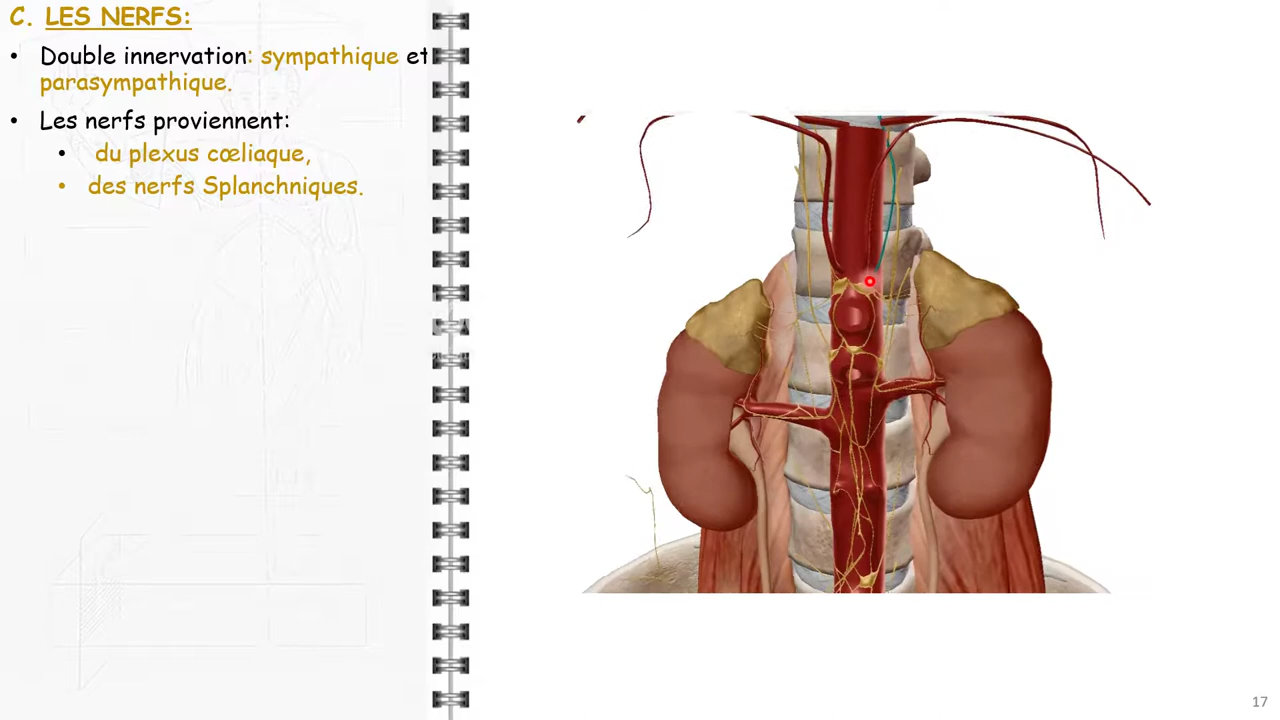 C. LES NERFS:
• Double innervation: sympathique et
parasympathique.
• Les nerfs proviennent:
• du plexus cœliaque,
• des nerfs Splanchniques.
17